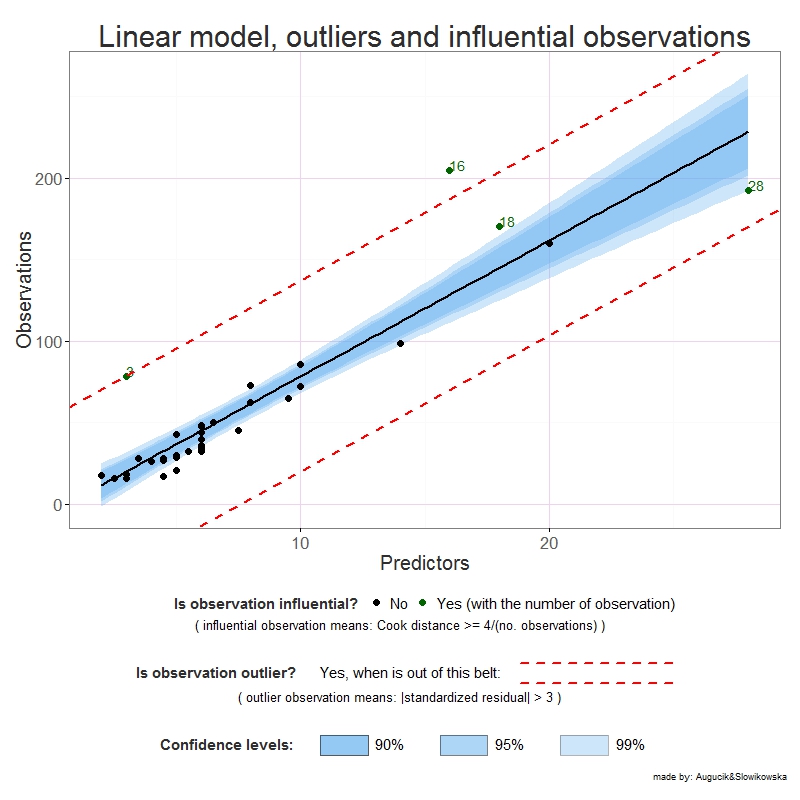 Linear model, outliers and influential observations
200
100
0
Observations
16
18
28
3
10 20
Predictors
Is observation influential? No Yes (with the number of observation)
( influential observation means: Cook distance >= 4/(no. observations) )
Is observation outlier? Yes, when is out of this belt:
( outlier observation means: |standardized residual| > 3 )
Confidence levels: 90% 95% 99%
made by: Augucik&Slowikowska